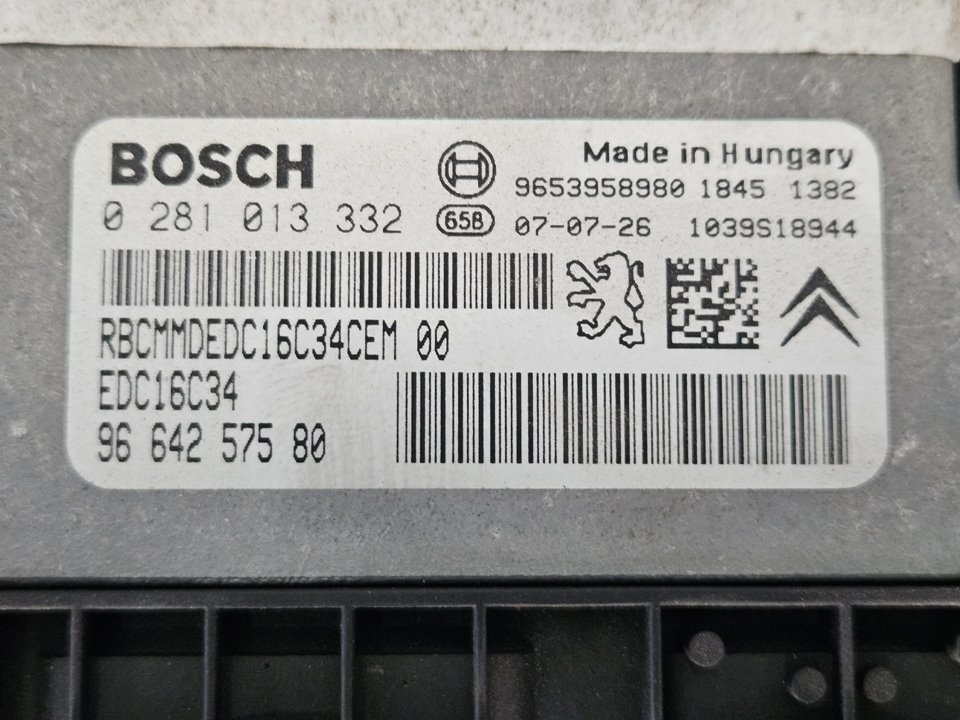 BOSCH
Made in Hungary
9653958980 1845 1382
0 281 013 332
65B
07-07-26 1039S18944
RBCMMDEDC16C34CEM 00
EDC16C34
96 642 575 80